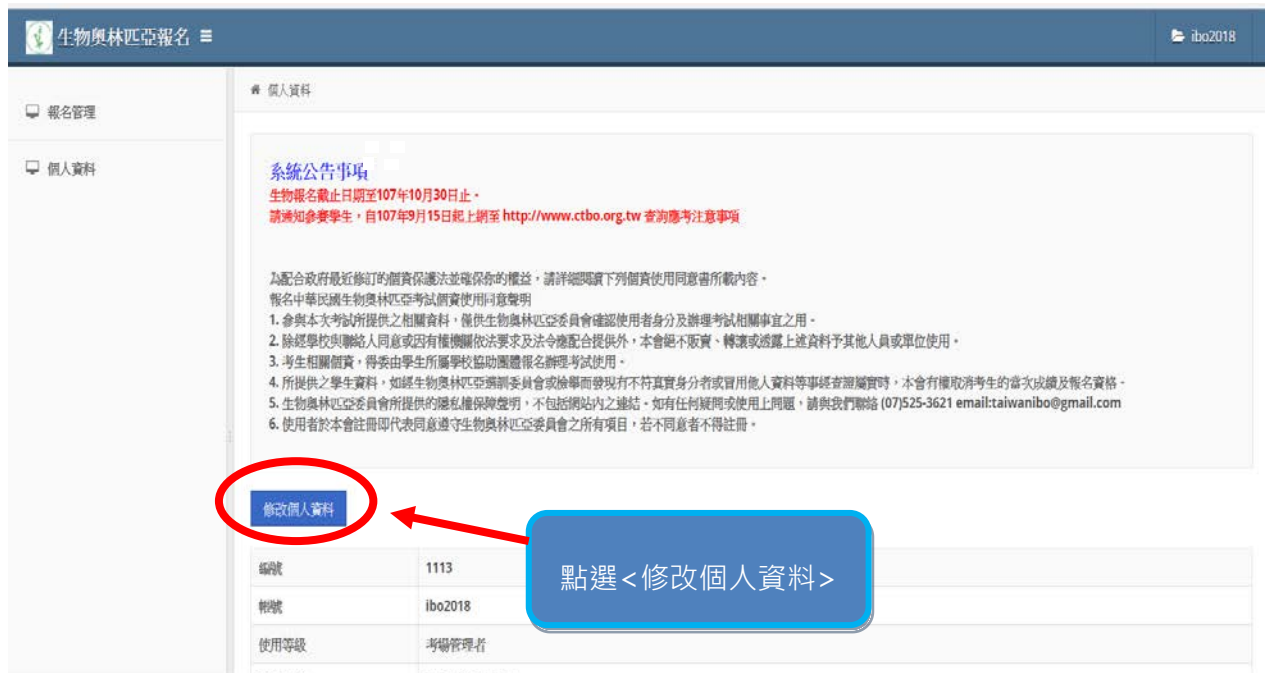 生物奧林匹亞報名
ibo2018
報名管理
個人資料
個人資料
系統公告事項
生物報名截止日期至107年10月30日止。
請通知參賽學生，自107年9月15日起上網至 http://www.ctbo.org.tw 查詢應考注意事項
為配合政府最近修訂的個資保護法並確保你的權益，請詳細閱讀下列個資使用同意書所載內容。
報名中華民國生物奧林匹亞考試個資使用同意聲明
1. 參與本次考試所提供之相關資料，僅供生物奧林匹亞委員會確認使用者身分及辦理考試相關事宜之用。
2. 除經學校與聯絡人同意或因有權機關依法要求及法令應配合提供外，本會絕不販賣、轉讓或透露上述資料予其他人員或單位使用。
3. 考生相關個資，得委由學生所屬學校協助團體報名辦理考試使用。
4. 所提供之學生資料，如經生物奧林匹亞選訓委員會或檢舉而發現有不符真實身分者或冒用他人資料等事經查證屬實時，本會有權取消考生的當次成績及報名資格。
5. 生物奧林匹亞委員會所提供的隱私權保障聲明，不包括網站內之連結。如有任何疑問或使用上問題，請與我們聯絡 (07)525-3621 email:taiwanibo@gmail.com
6. 使用者於本會註冊即代表同意遵守生物奧林匹亞委員會之所有項目，若不同意者不得註冊。
修改個人資料
點選<修改個人資料>
編號 1113
帳號 ibo2018
使用等級 考場管理者